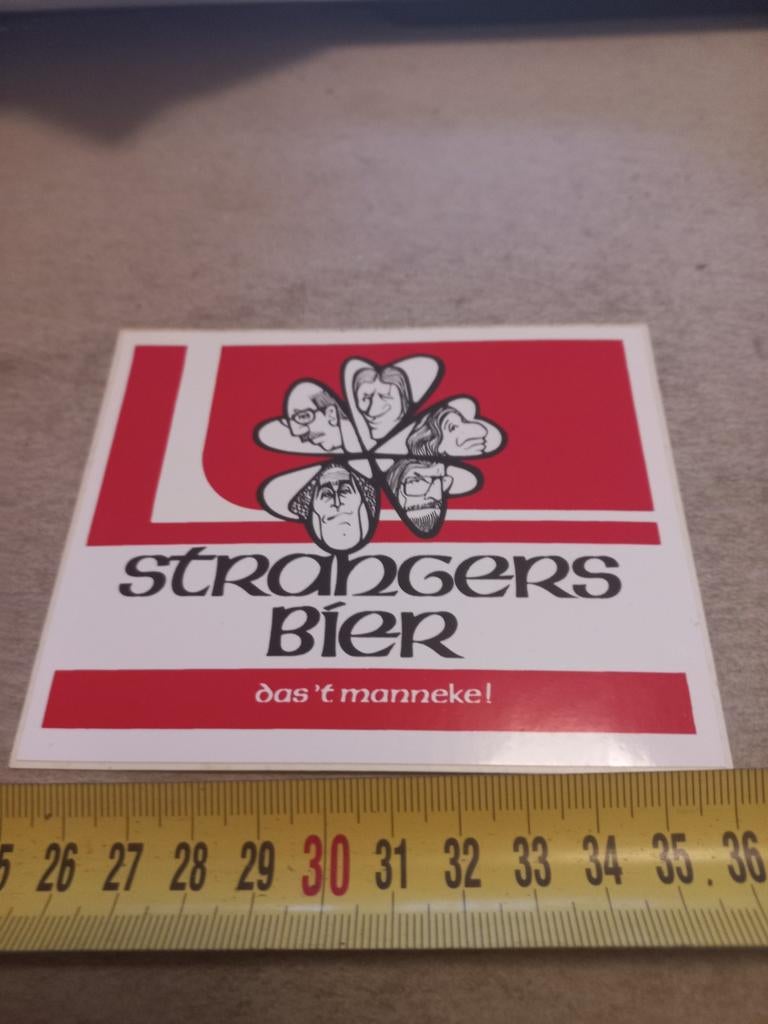 STRANGERS
BIER
das 't manneke!
26 27 28 29 30 31 32 33 34 35 36